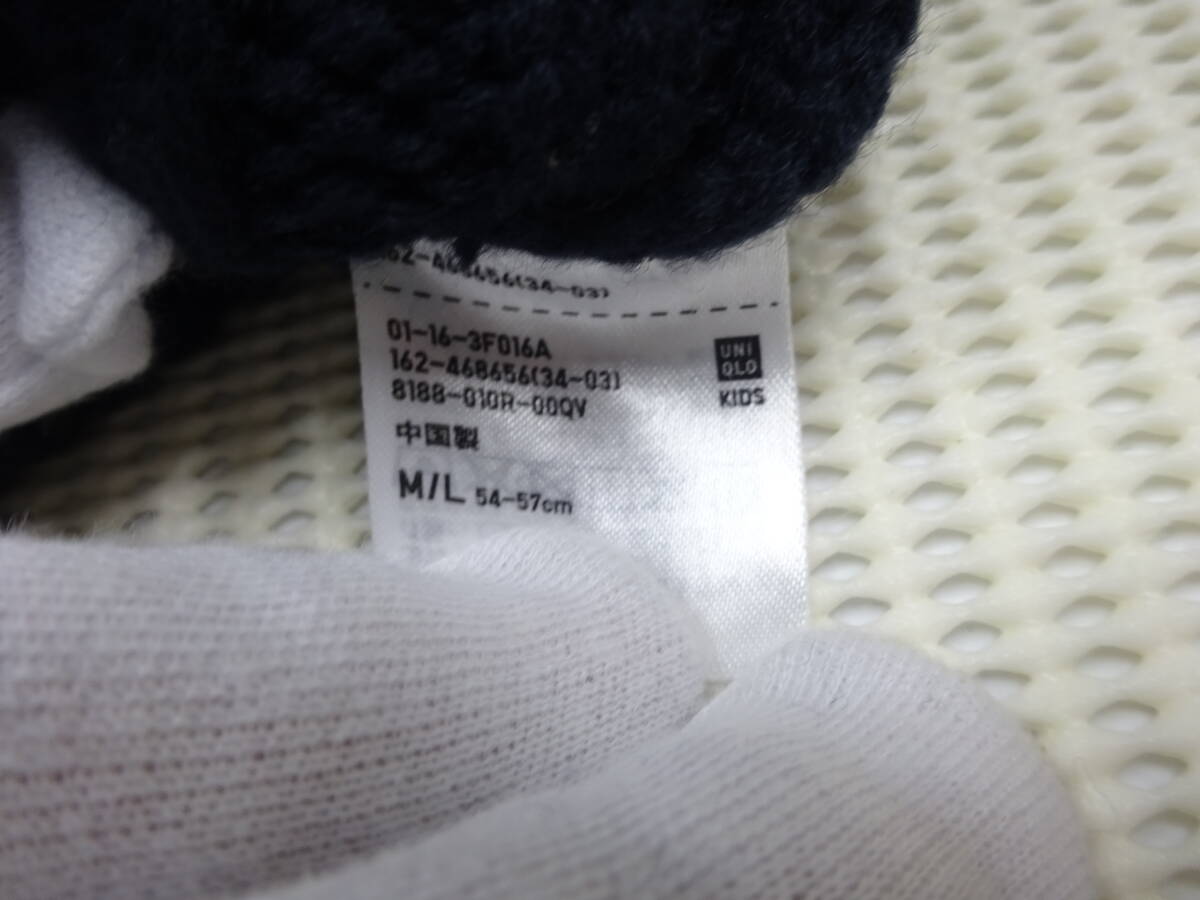 162-468656(34-03)
01-16-3F016A
162-468656(34-03)
8188-010R-00QV
中国製
M/L 54-57cm
UNI
QLO
KIDS